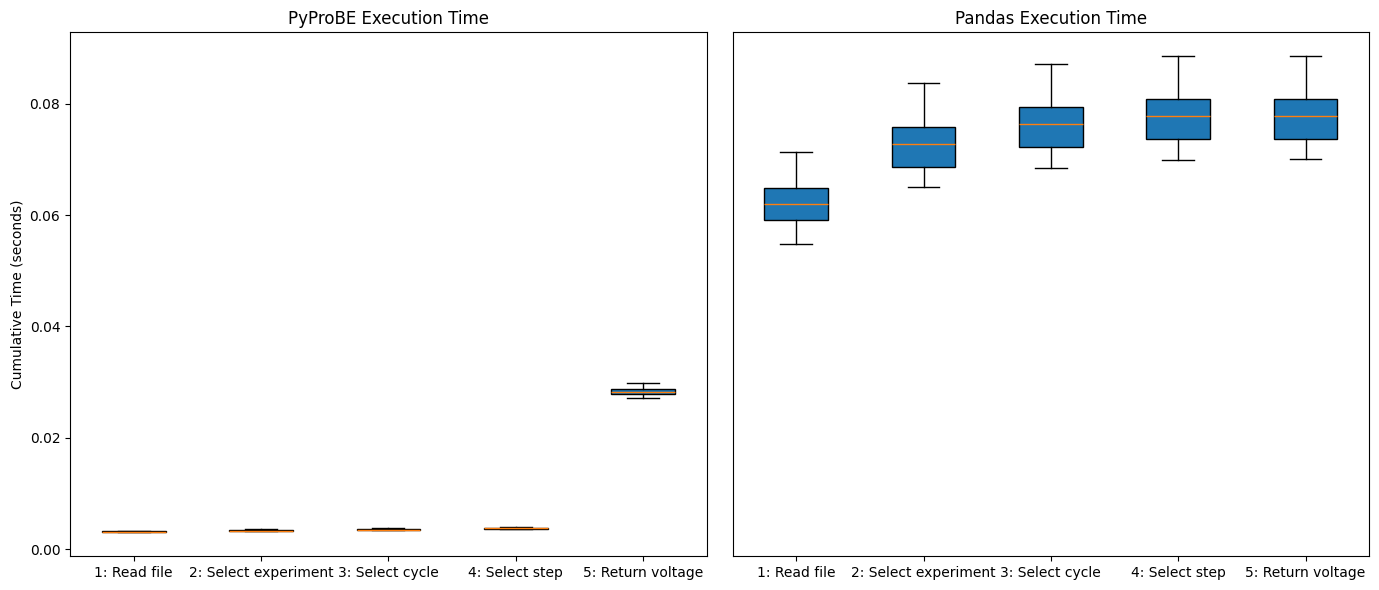 PyProBE Execution Time
Pandas Execution Time
Cumulative Time (seconds)
0.08
0.06
0.04
0.02
0.00
1: Read file
2: Select experiment
3: Select cycle
4: Select step
5: Return voltage
1: Read file
2: Select experiment
3: Select cycle
4: Select step
5: Return voltage